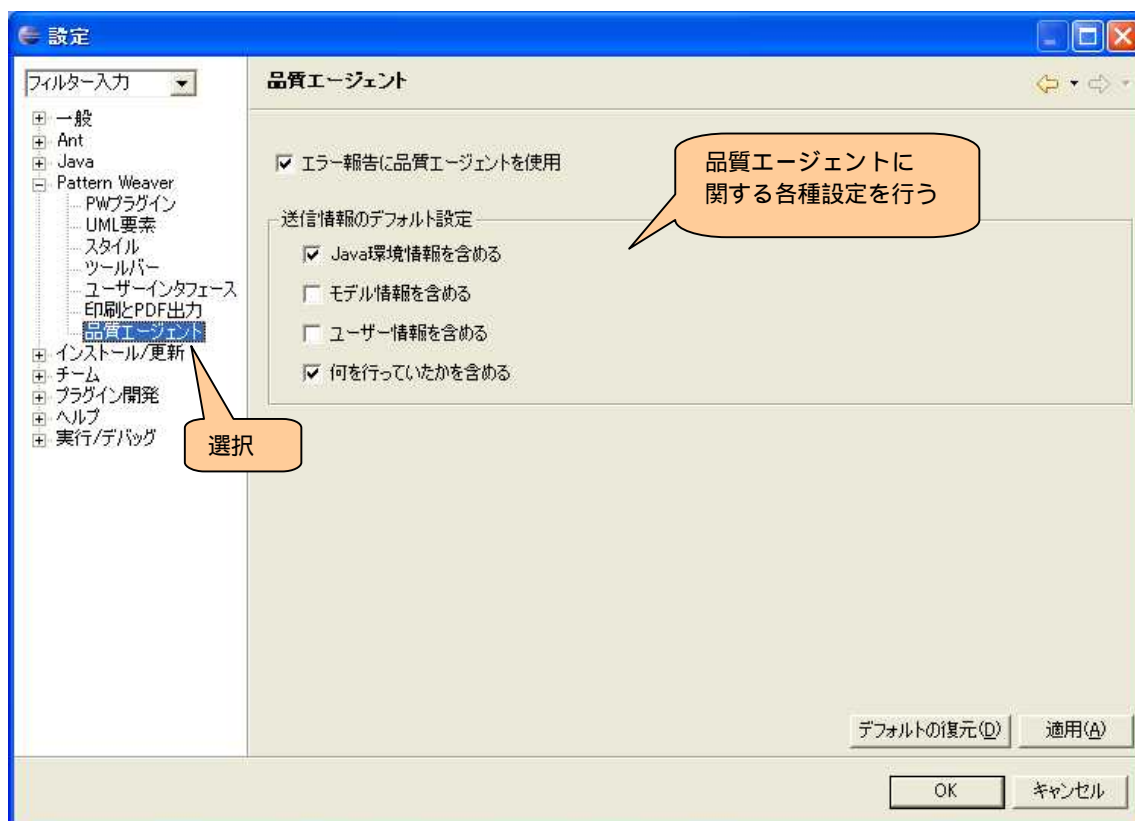 設定
フィルター入力
品質エージェント
一般
Ant
Java
Pattern Weaver
PWプラグイン
UML要素
スタイル
ツールバー
ユーザーインタフェース
印刷とPDF出力
品質エージェント
インストール/更新
チーム
プラグイン開発
ヘルプ
実行/デバッグ
選択
エラー報告に品質エージェントを使用
品質エージェントに
関する各種設定を行う
送信情報のデフォルト設定
Java環境情報を含める
モデル情報を含める
ユーザー情報を含める
何を行っていたかを含める
デフォルトの復元(D)
適用(A)
OK
キャンセル